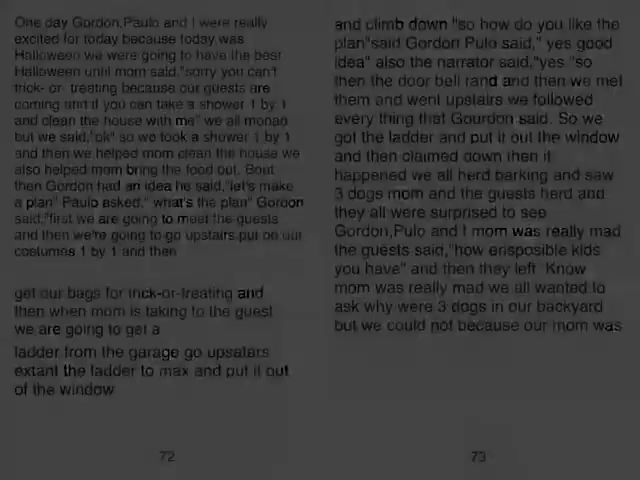 One day Gordon,Paulo and I were really
excited for today because today was
Halloween we were going to have the best
Halloween until mom said,"sorry you can't
trick- or- treating because our guests are
coming and if you can take a shower 1 by 1
and clean the house with me" we all monao
but we said,"ok" so we took a shower 1 by 1
and then we helped mom clean the house we
also helped mom bring the food out. Bout
then Gordon had an idea he said,"let's make
a plan" Paulo asked," what's the plan" Gordon
said,"first we are going to meet the guests
and then we're going to go upstairs put on our
costumes 1 by 1 and then
get our bags for trick-or-treating and
then when mom is taking to the guest
we are going to get a
ladder from the garage go upsatars
extant the ladder to max and put it out
of the window
72
and climb down "so how do you like the
plan"said Gordon Pulo said," yes good
idea" also the narrator said,"yes "so
then the door bell rand and then we met
them and went upstairs we followed
every thing that Gourdon said. So we
got the ladder and put it out the window
and then claimed down then it
happened we all herd barking and saw
3 dogs mom and the guests herd and
they all were surprised to see
Gordon,Pulo and I mom was really mad
the guests said,"how erisposible kids
you have" and then they left. Know
mom was really mad we all wanted to
ask why were 3 dogs in our backyard
but we could not because our mom was
73